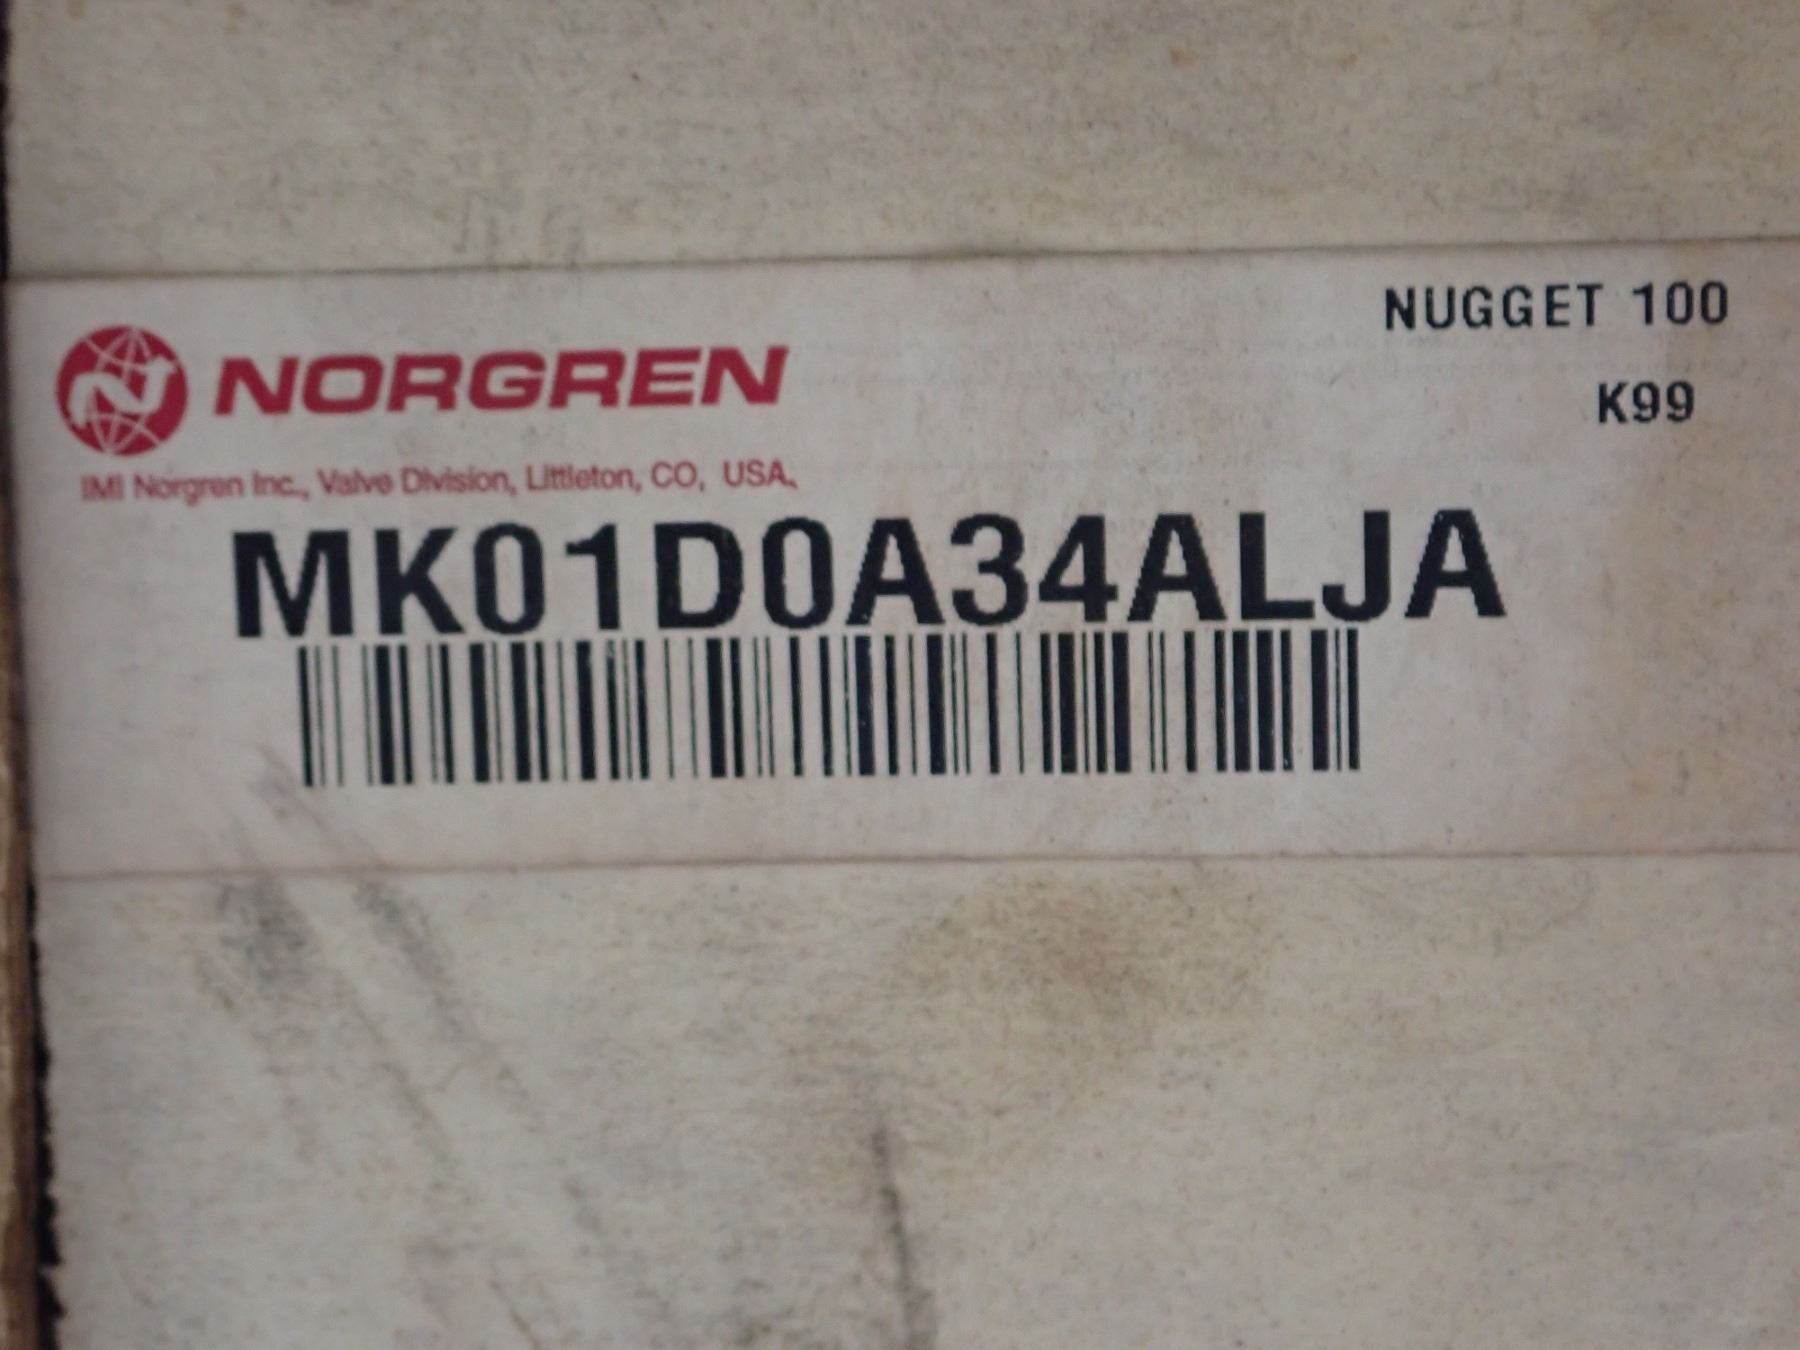 NUGGET 100
NORGREN
K99
IMI Norgren Inc., Valve Division, Littleton, CO, USA.
MK01D0A34ALJA